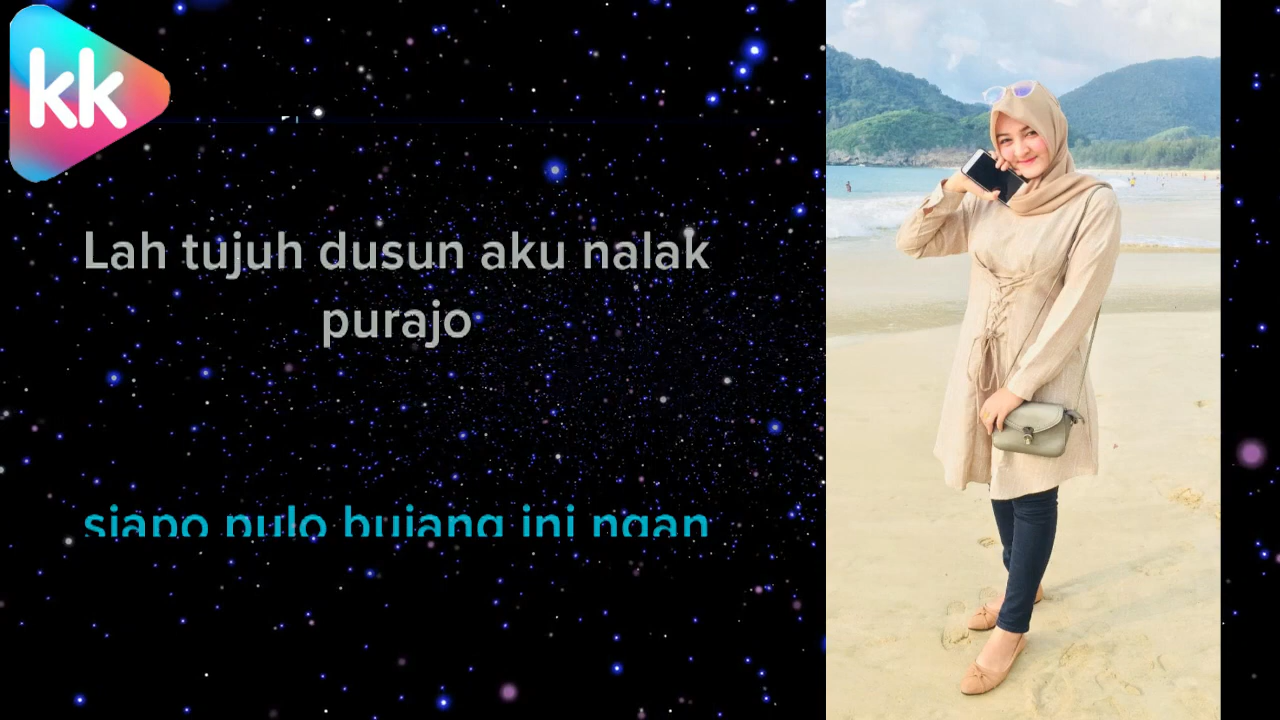 kk
Lah tujuh dusun aku nalak
purajo
siapo pulo bujang ini ngan